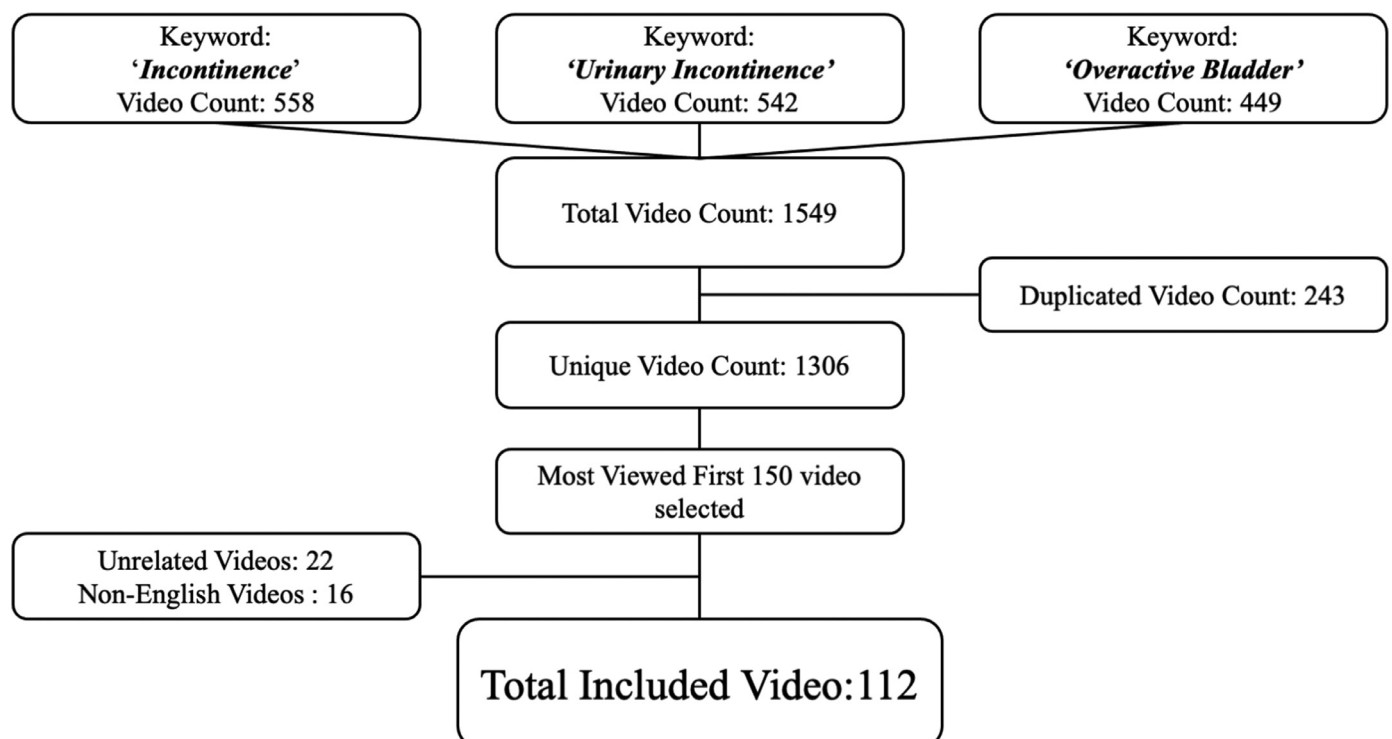 Keyword:
‘Incontinence’
Video Count: 558
Keyword:
‘Urinary Incontinence’
Video Count: 542
Keyword:
‘Overactive Bladder’
Video Count: 449
Total Video Count: 1549
Duplicated Video Count: 243
Unique Video Count: 1306
Most Viewed First 150 video
selected
Unrelated Videos: 22
Non-English Videos : 16
Total Included Video:112